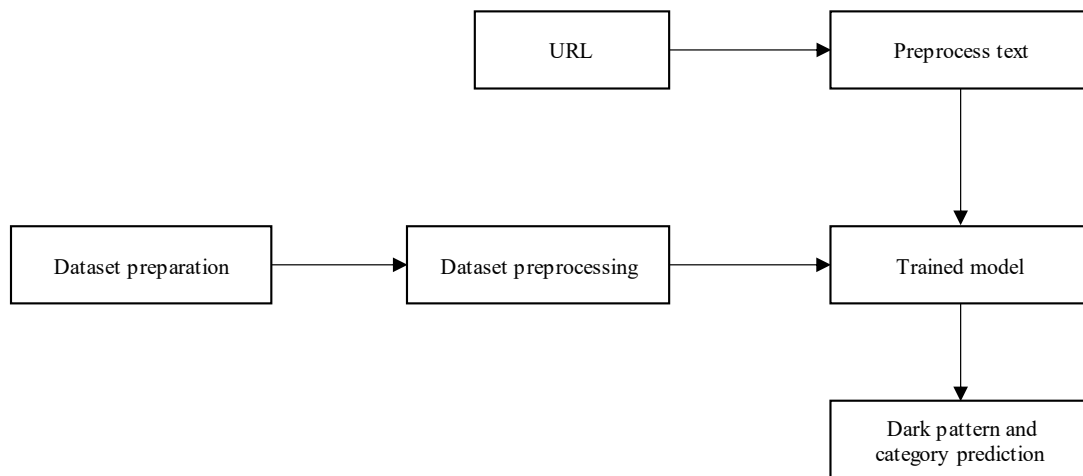 URL
Preprocess text
Dataset preparation
Dataset preprocessing
Trained model
Dark pattern and
category prediction